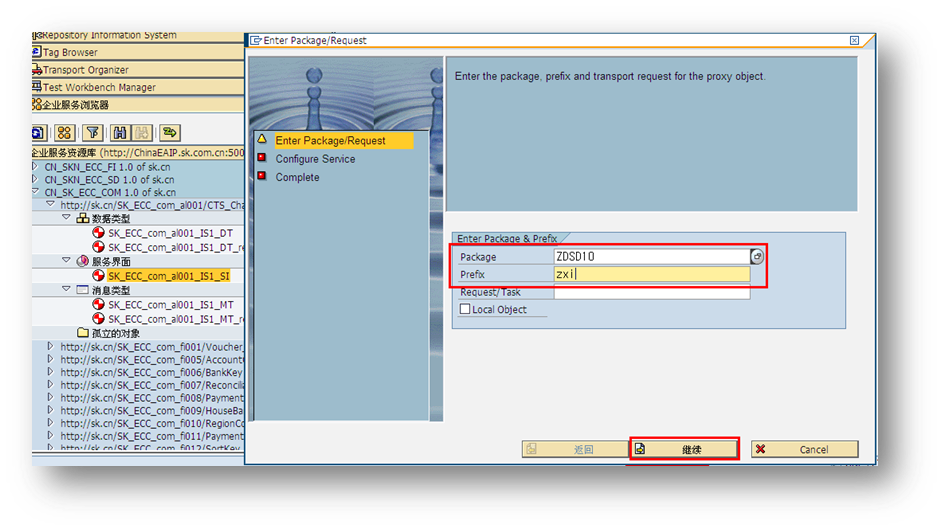 Repository Information System
Tag Browser
Transport Organizer
Test Workbench Manager
企业服务浏览器
企业服务资源库 (http://ChinaEAIP.sk.com.cn:500
CN_SKN_ECC_FI 1.0 of sk.cn
CN_SKN_ECC_SD 1.0 of sk.cn
CN_SK_ECC_COM 1.0 of sk.cn
http://sk.cn/SK_ECC_com_al001/CTS_Cha
数据类型
SK_ECC_com_al001_IS1_DT
SK_ECC_com_al001_IS1_DT_re
服务界面
SK_ECC_com_al001_IS1_SI
消息类型
SK_ECC_com_al001_IS1_MT
SK_ECC_com_al001_IS1_MT_re
孤立的对象
http://sk.cn/SK_ECC_com_fi001/Voucher_
http://sk.cn/SK_ECC_com_fi005/Account
http://sk.cn/SK_ECC_com_fi006/BankKey
http://sk.cn/SK_ECC_com_fi007/Reconcil
http://sk.cn/SK_ECC_com_fi008/Payment
http://sk.cn/SK_ECC_com_fi009/HouseBa
http://sk.cn/SK_ECC_com_fi010/RegionCo
http://sk.cn/SK_ECC_com_fi011/Payment
http://sk.cn/SK_ECC_com_fi012/SortKey
Enter Package/Request
Enter Package/Request
Configure Service
Complete
Enter the package, prefix and transport request for the proxy object.
Enter Package & Prefix
Package ZDSD10
Prefix zxi
Request/Task
Local Object
返回 继续 Cancel